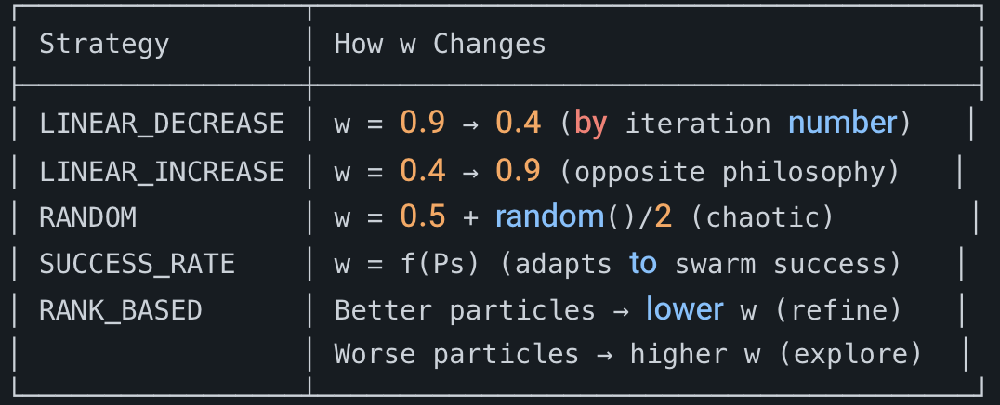 Strategy How w Changes
LINEAR_DECREASE w = 0.9 → 0.4 (by iteration number)
LINEAR_INCREASE w = 0.4 → 0.9 (opposite philosophy)
RANDOM w = 0.5 + random()/2 (chaotic)
SUCCESS_RATE w = f(Ps) (adapts to swarm success)
RANK_BASED Better particles → lower w (refine)
Worse particles → higher w (explore)